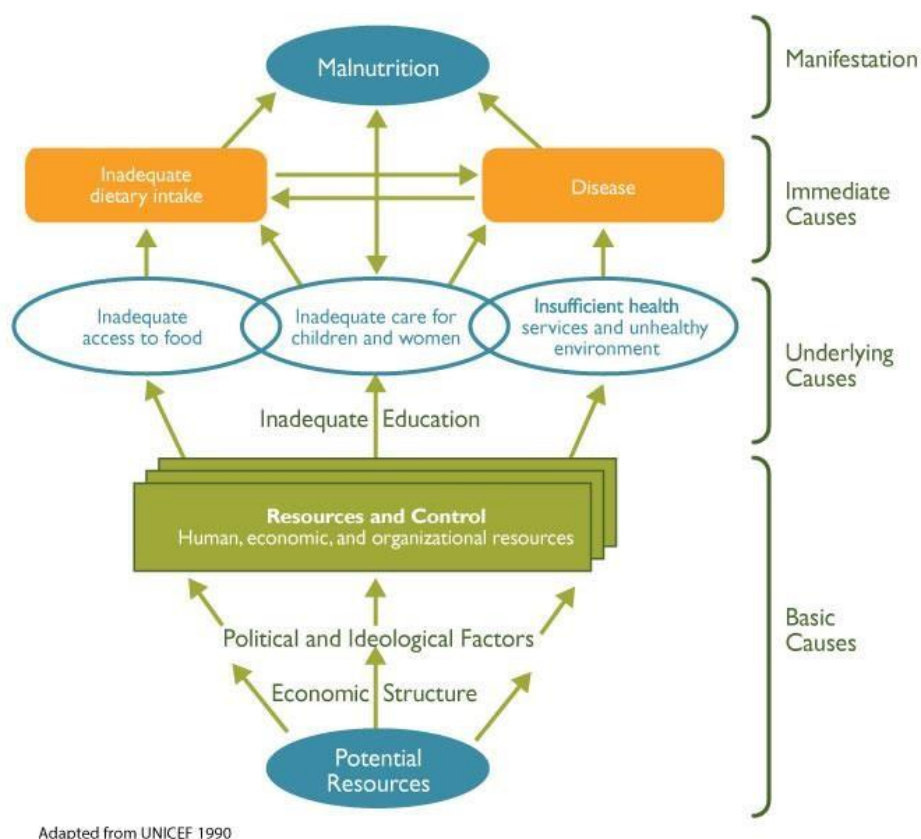 Malnutrition
Manifestation
Inadequate
dietary intake
Disease
Immediate
Causes
Inadequate
access to food
Inadequate care for
children and women
Insufficient health
services and unhealthy
environment
Underlying
Causes
Inadequate Education
Resources and Control
Human, economic, and organizational resources
Political and Ideological Factors
Economic Structure
Basic
Causes
Potential
Resources
Adapted from UNICEF 1990